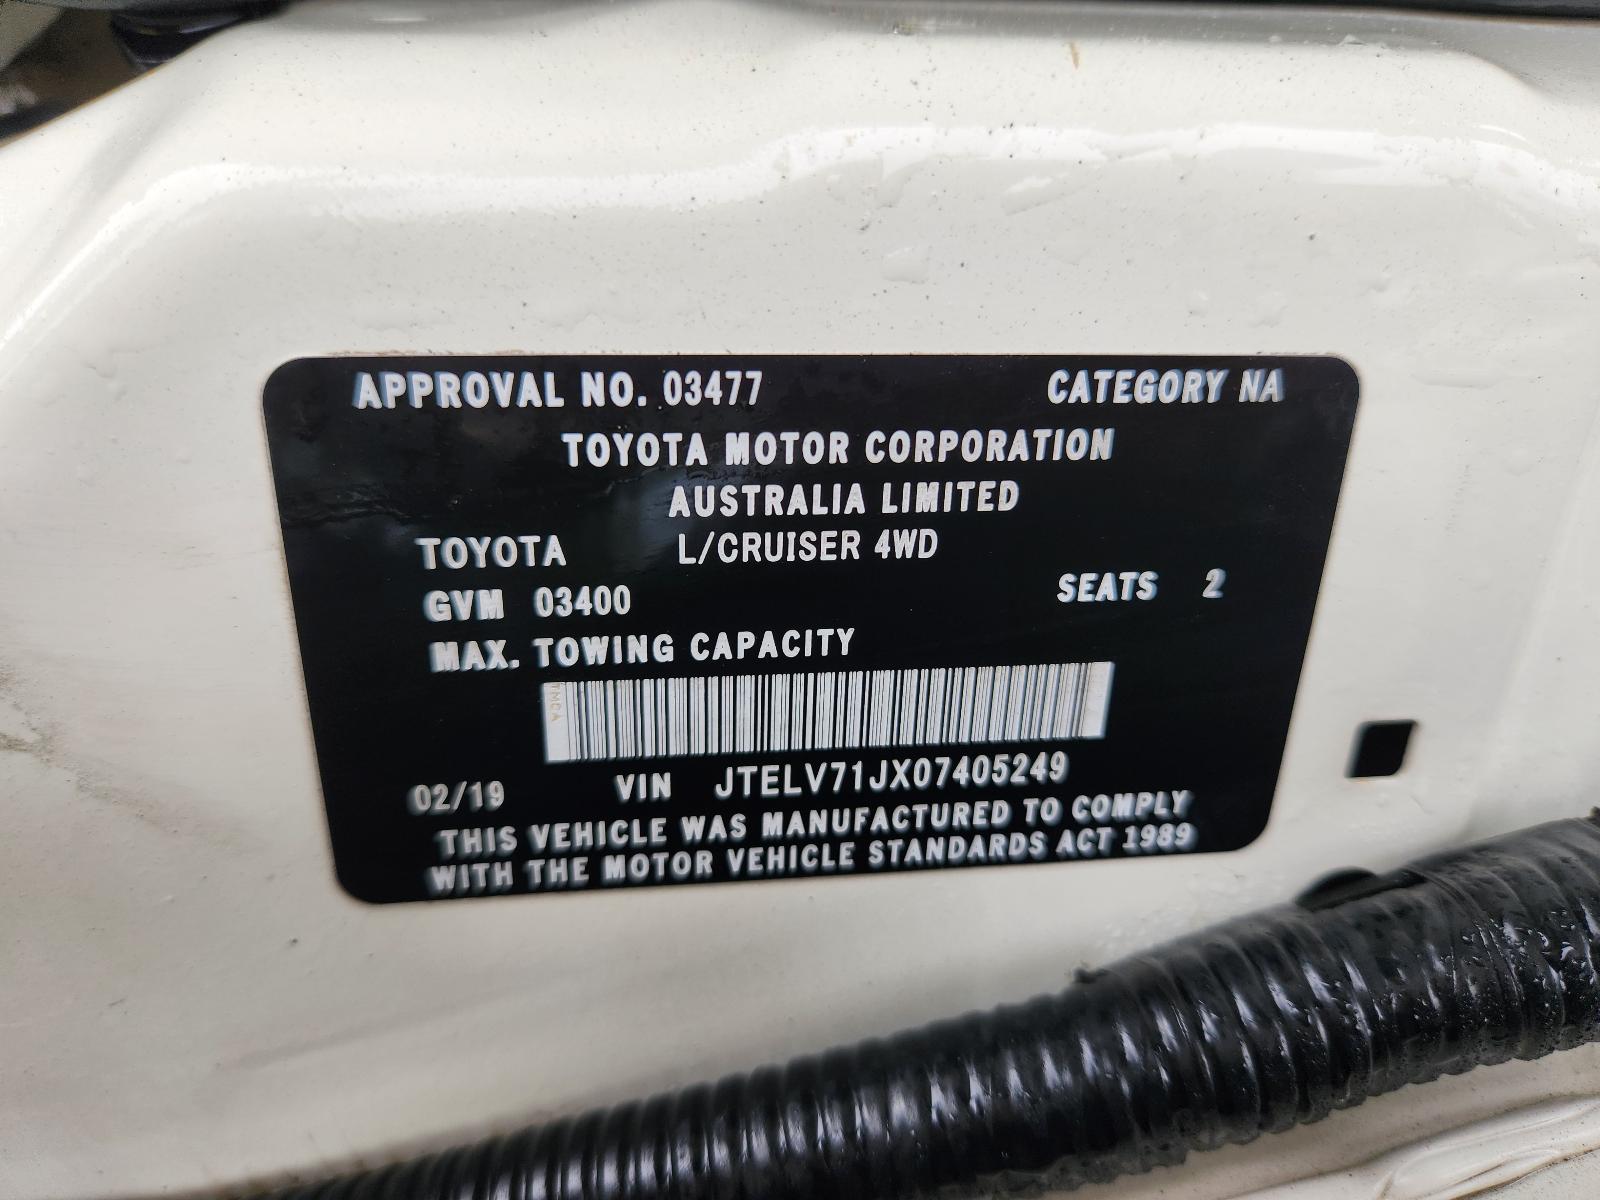 APPROVAL NO. 03477 CATEGORY NA
TOYOTA MOTOR CORPORATION
AUSTRALIA LIMITED
TOYOTA L/CRUISER 4WD
GVM 03400 SEATS 2
MAX. TOWING CAPACITY
TMCA
02/19 VIN JTELV71JX07405249
THIS VEHICLE WAS MANUFACTURED TO COMPLY
WITH THE MOTOR VEHICLE STANDARDS ACT 1989